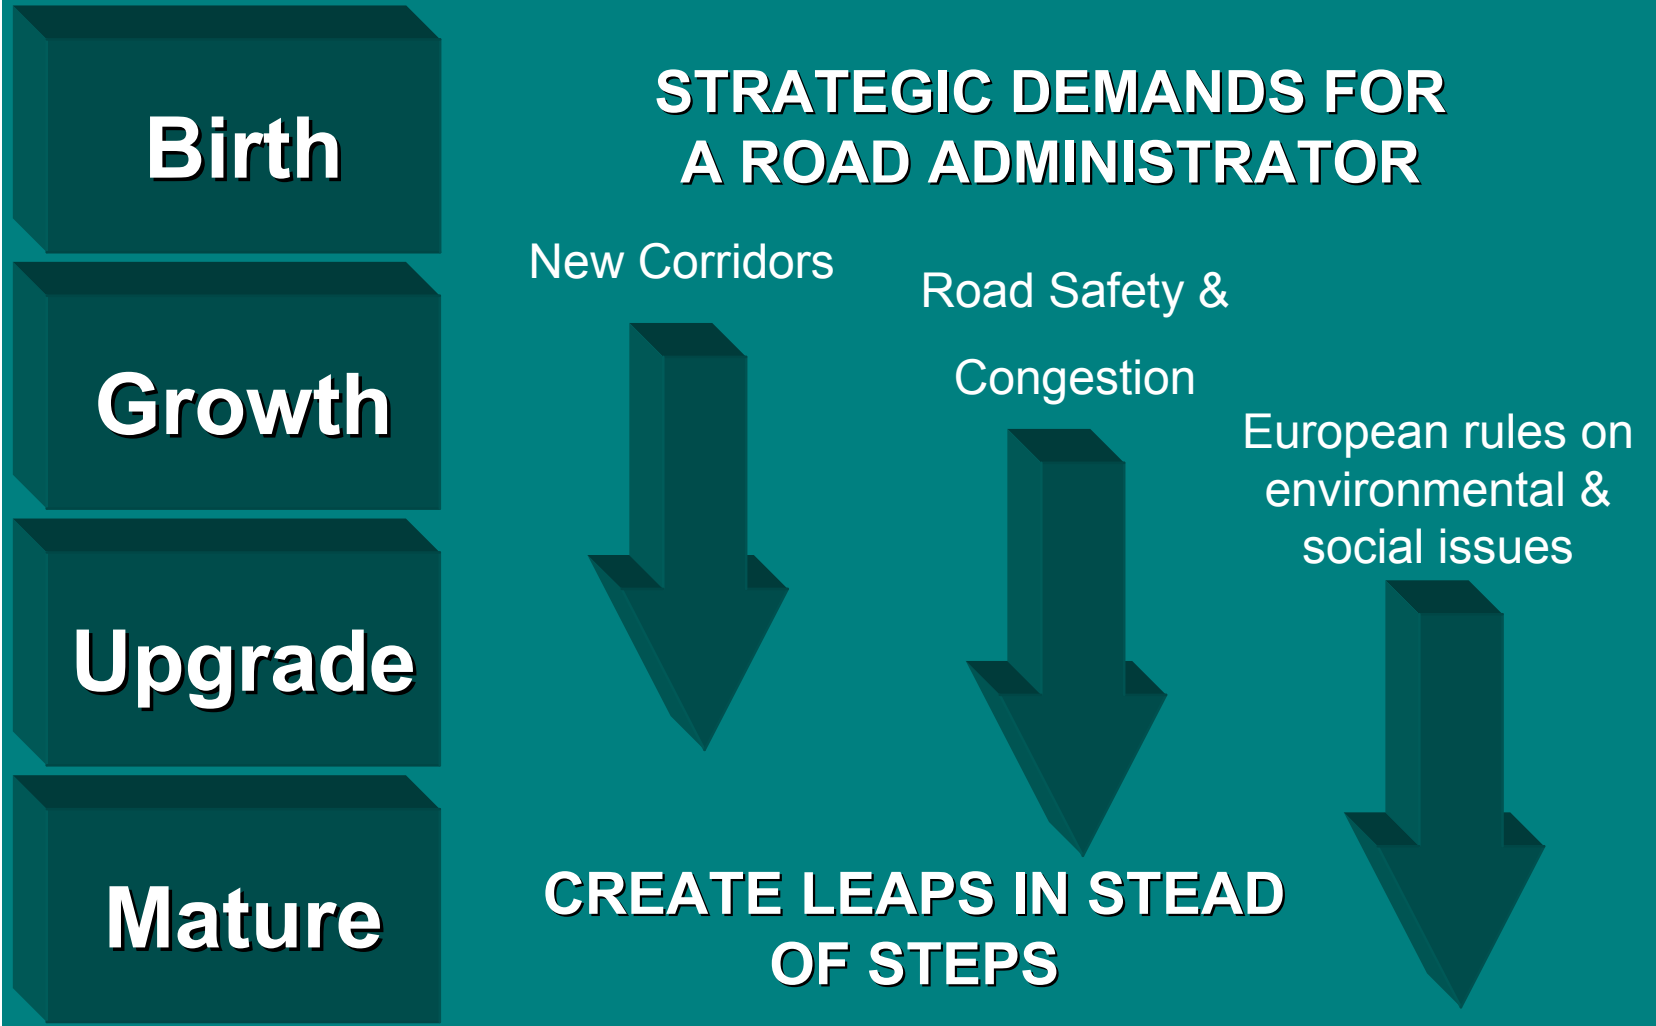 Birth
Growth
Upgrade
Mature
STRATEGIC DEMANDS FOR
A ROAD ADMINISTRATOR
New Corridors
Road Safety &
Congestion
European rules on
environmental &
social issues
CREATE LEAPS IN STEAD
OF STEPS